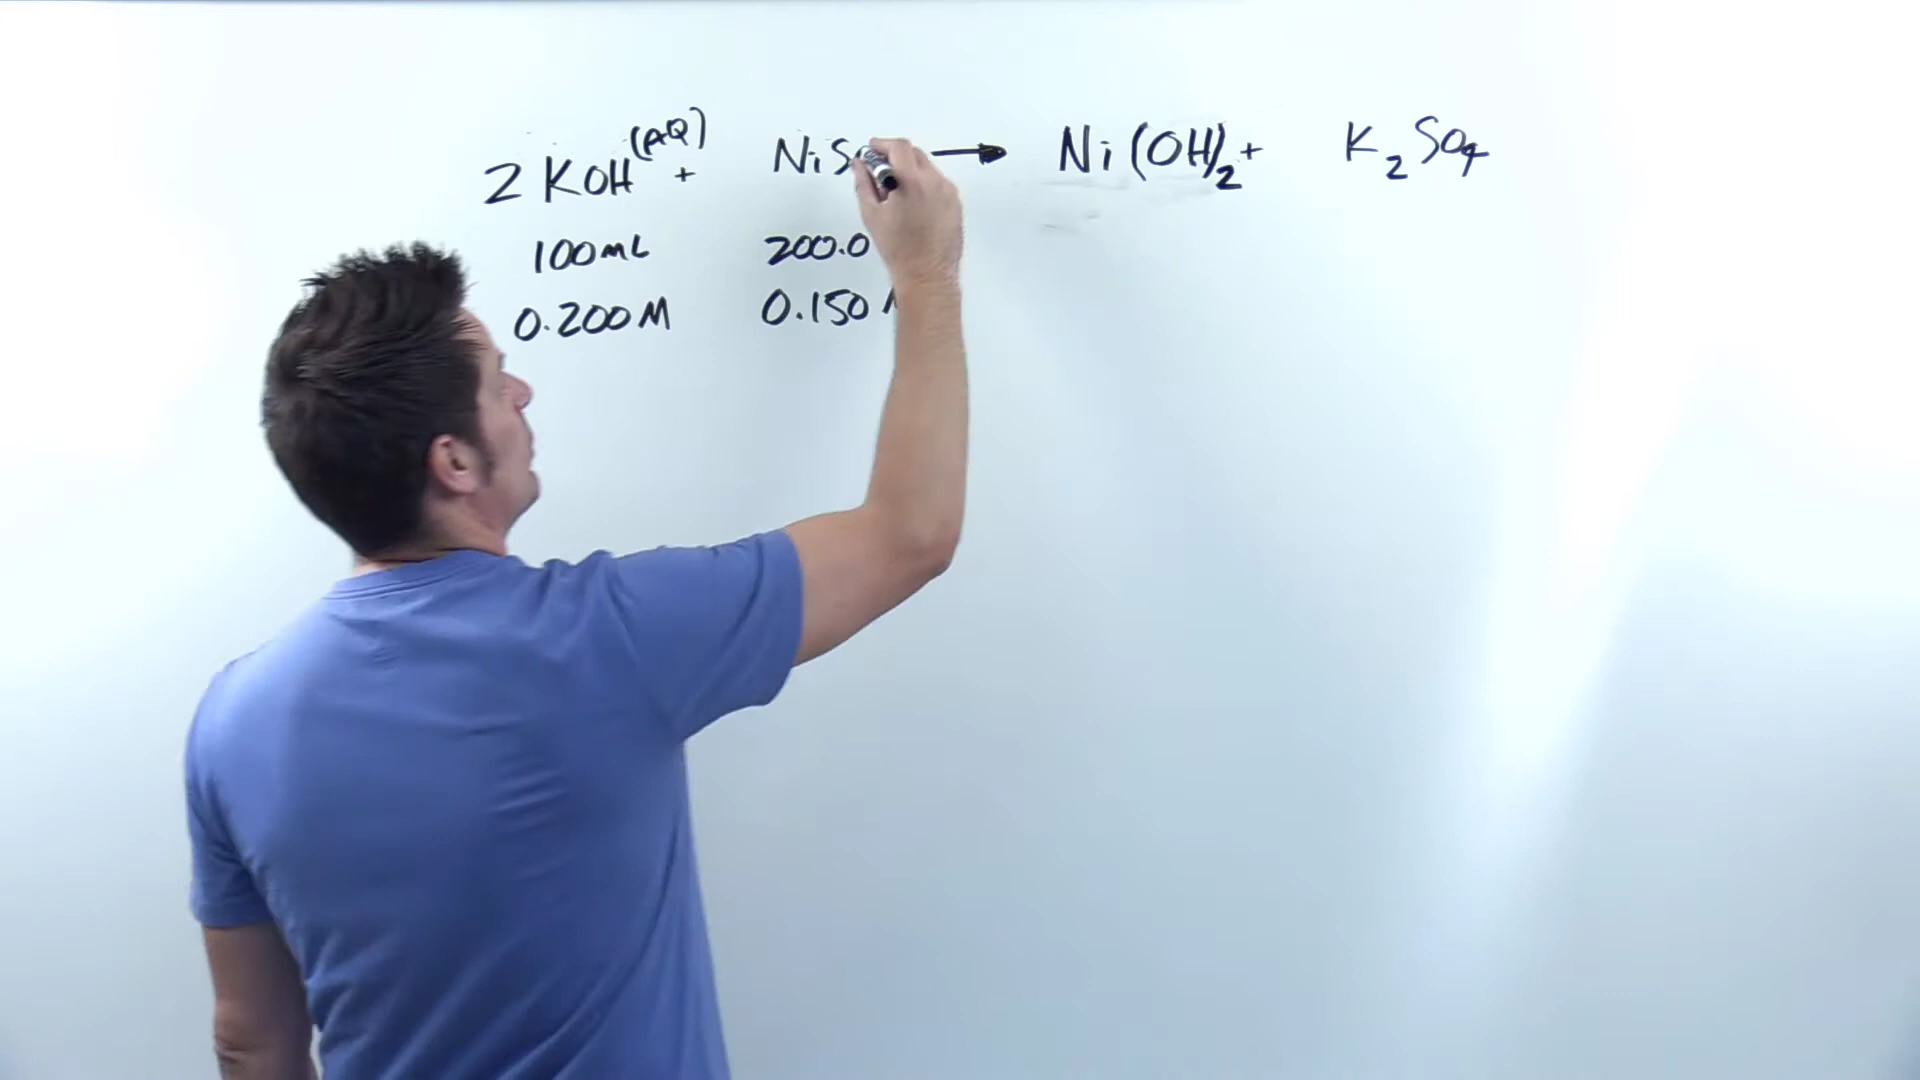 2 KOH (AQ) + NiS → Ni(OH)₂ + K₂SO₄
100mL 200.0
0.200M 0.150